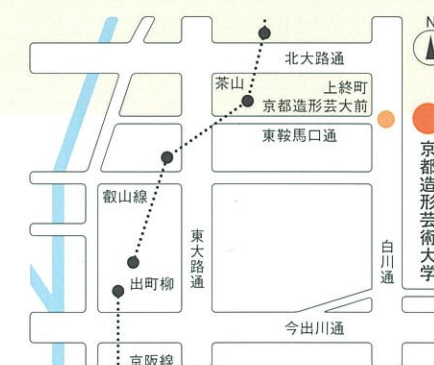 N
北大路通
茶山
上終町
京都造形芸大前
東鞍馬口通
叡山線
東大路通
白川通
京都造形芸術大学
出町柳
今出川通
京阪線